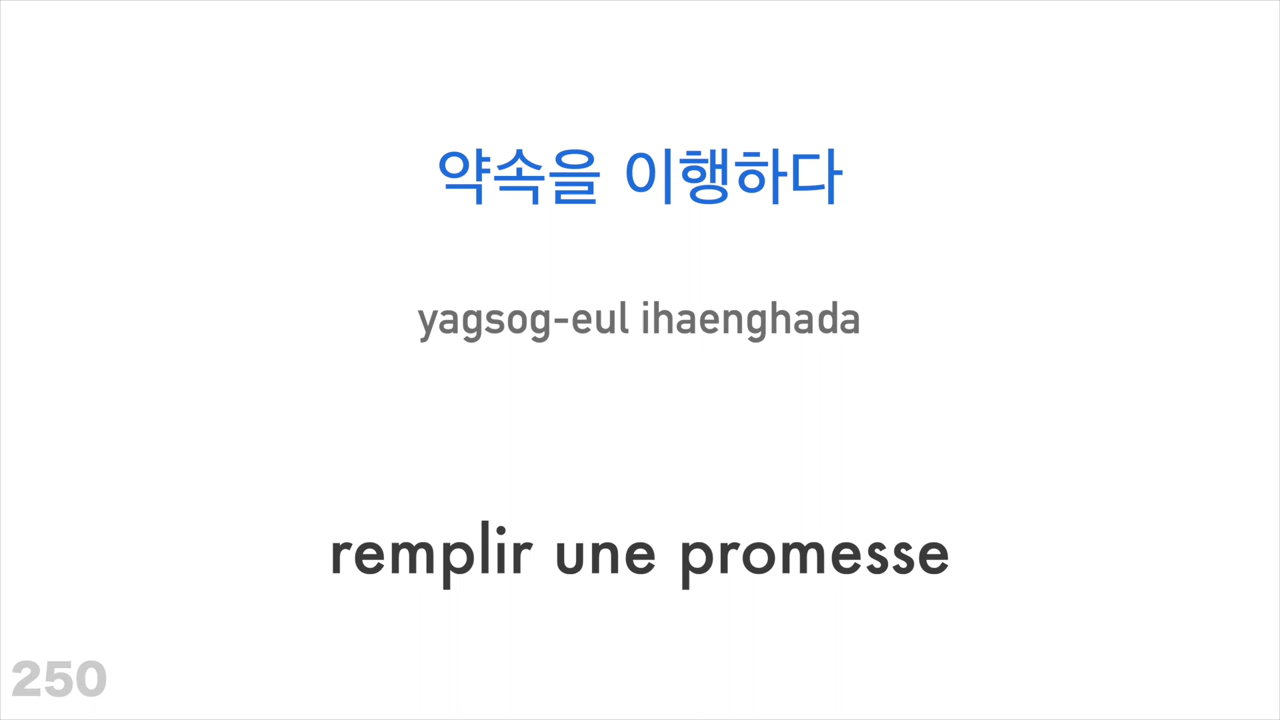 약속을 이행하다
yagsog-eul ihaenghada
remplir une promesse
250